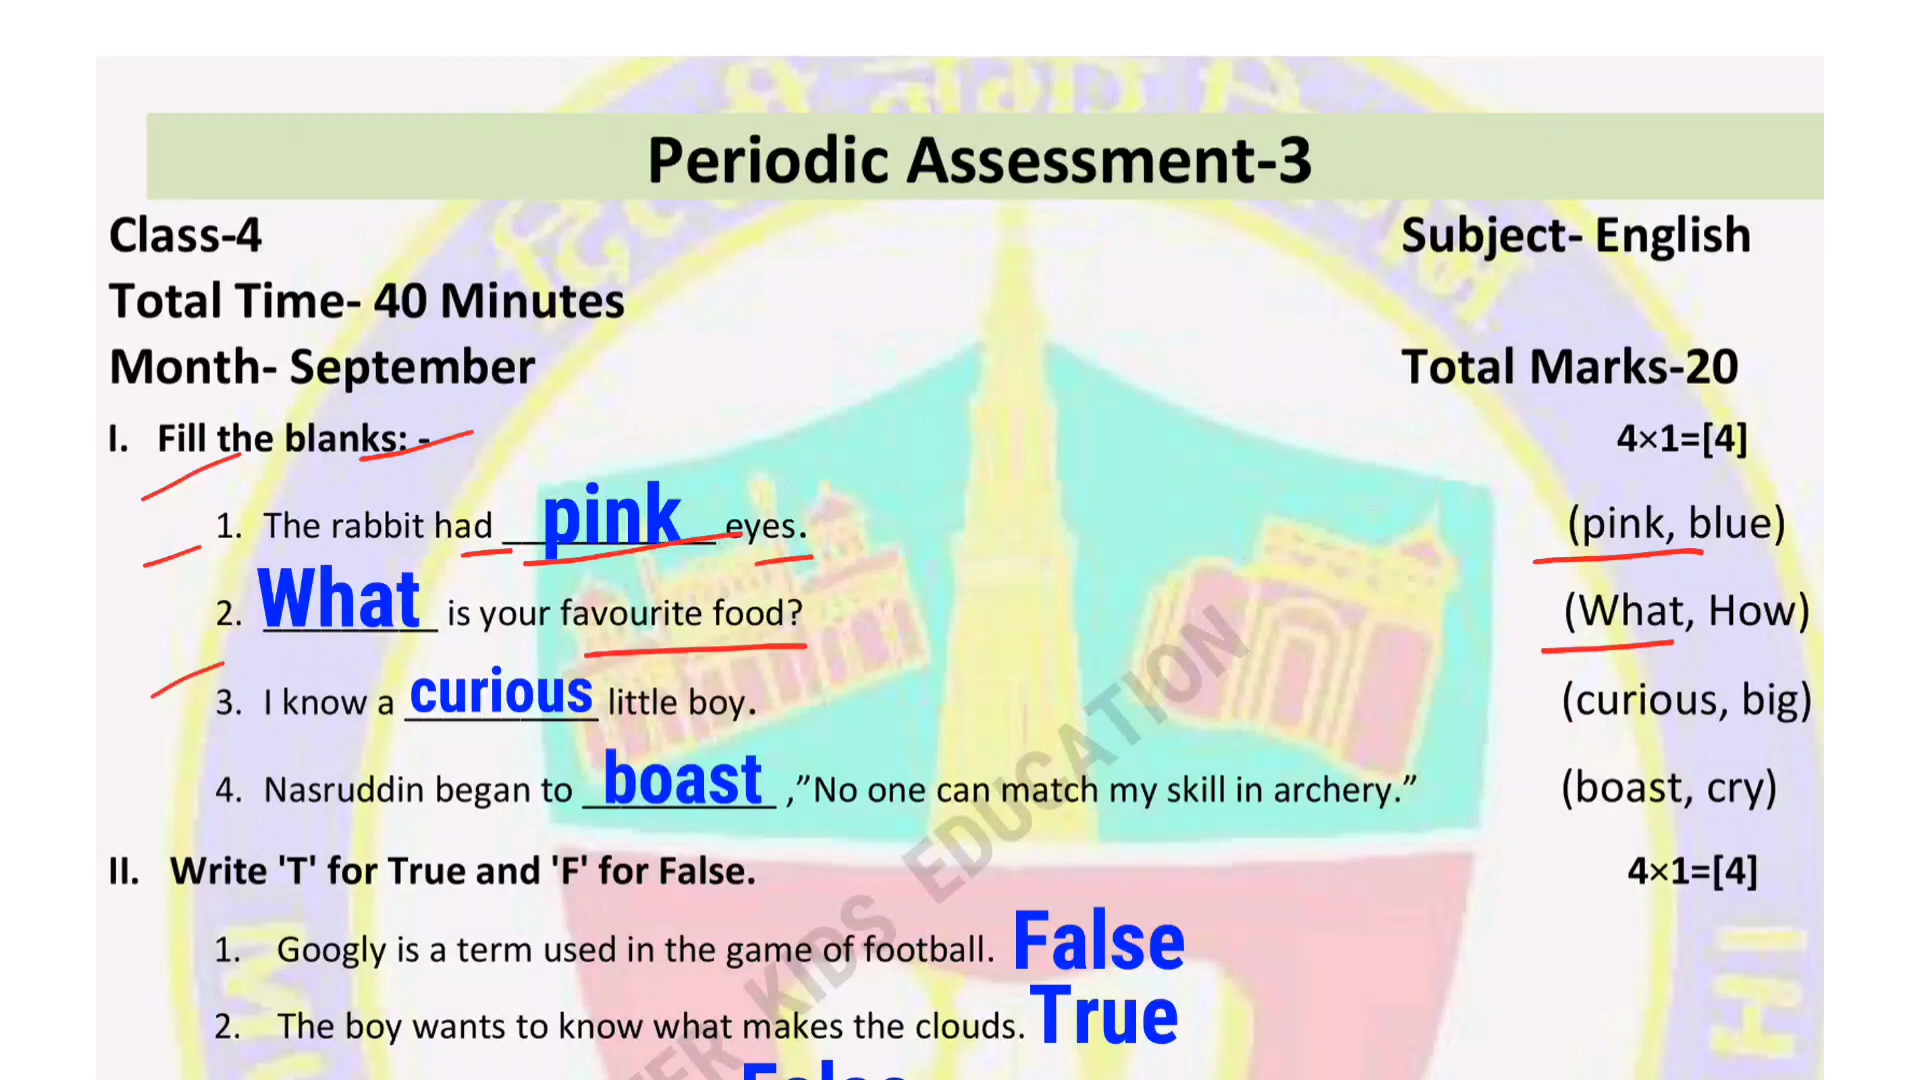 Periodic Assessment-3
Class-4 Subject- English
Total Time- 40 Minutes
Month- September Total Marks-20
I. Fill the blanks: - 4×1=[4]
1. The rabbit had pink eyes. (pink, blue)
2. What is your favourite food? (What, How)
3. I know a curious little boy. (curious, big)
4. Nasruddin began to boast ,”No one can match my skill in archery.” (boast, cry)
II. Write 'T' for True and 'F' for False. 4×1=[4]
1. Googly is a term used in the game of football. False
2. The boy wants to know what makes the clouds. True
KIDS EDUCATION